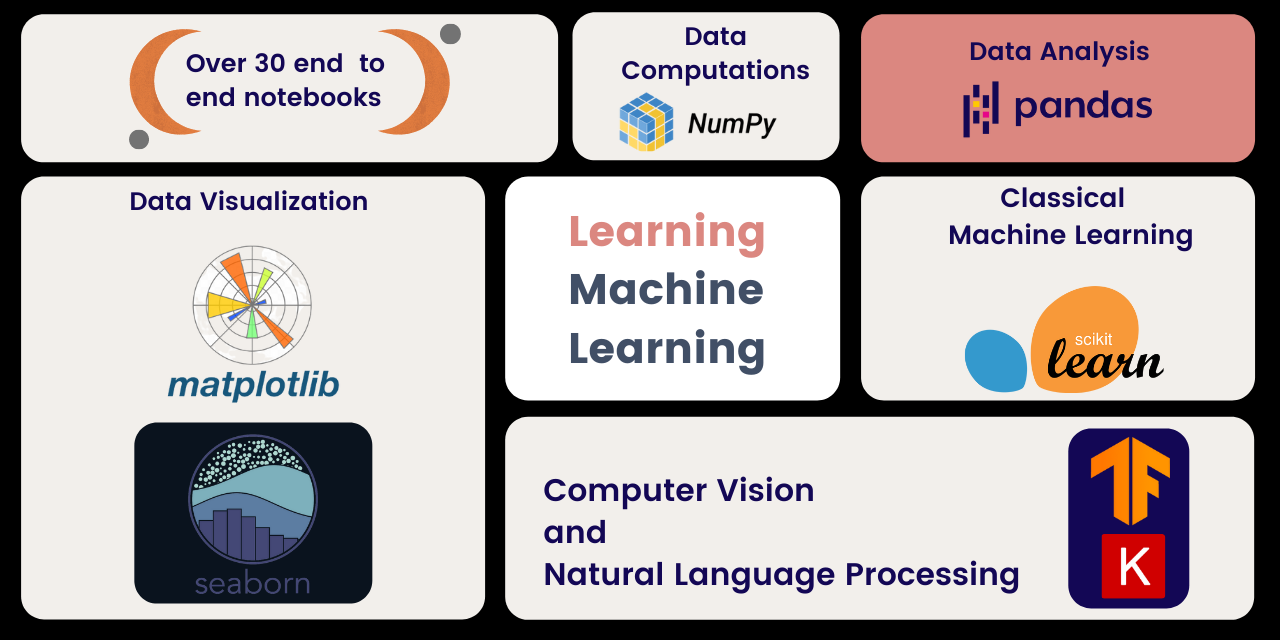 Over 30 end  to
end notebooks
Data
Computations
NumPy
Data Analysis
pandas
Data Visualization
matplotlib
seaborn
Learning
Machine
Learning
Classical
Machine Learning
scikit
learn
Computer Vision
and
Natural Language Processing
TF
K